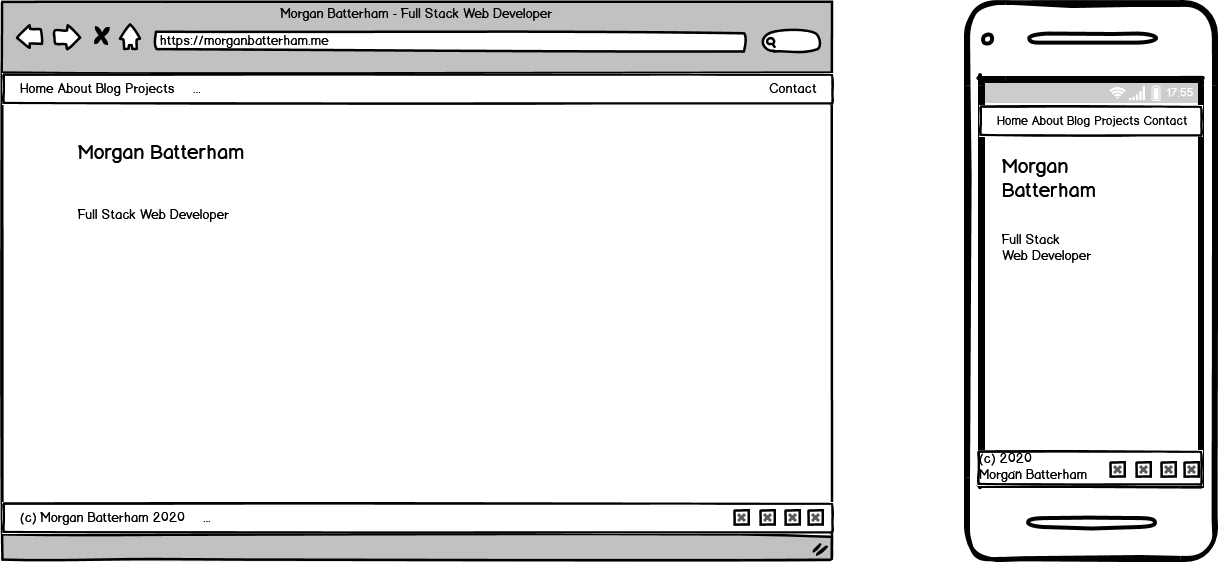 Morgan Batterham - Full Stack Web Developer
https://morganbatterham.me
Home About Blog Projects ... Contact
Morgan Batterham
Full Stack Web Developer
(c) Morgan Batterham 2020 ...
17:55
Home About Blog Projects Contact
Morgan
Batterham
Full Stack
Web Developer
(c) 2020
Morgan Batterham